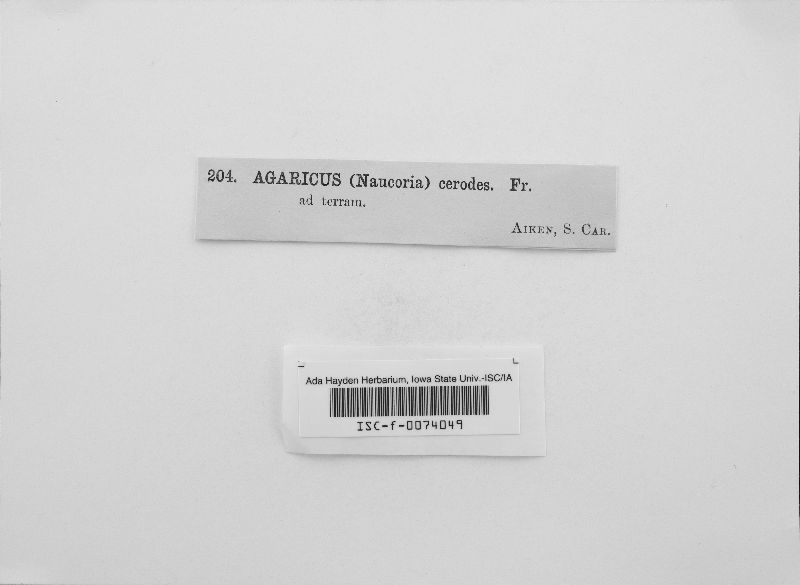 204. AGARICUS (Naucoria) cerodes. Fr.
ad terram.
AIKEN, S. CAR.
Ada Hayden Herbarium, Iowa State Univ.-ISC/IA
ISC-f-0074049